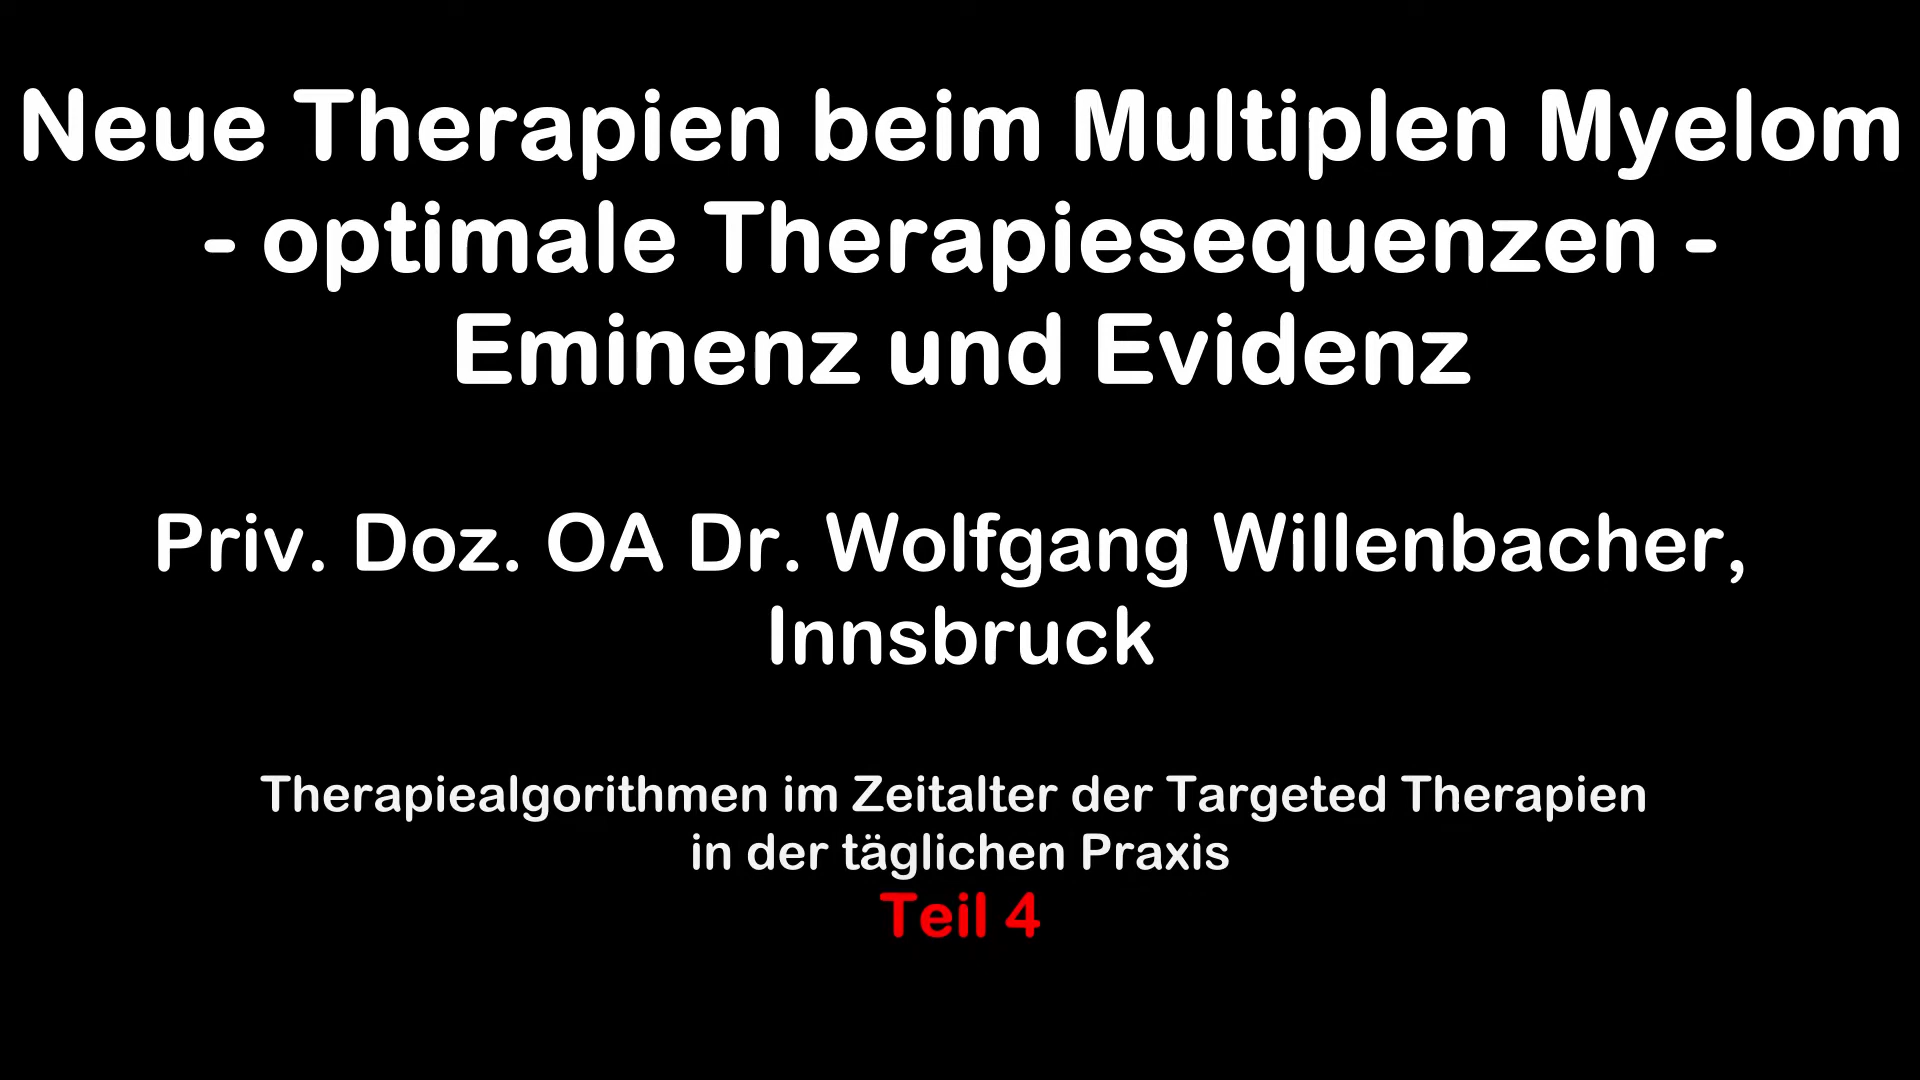 Neue Therapien beim Multiplen Myelom
- optimale Therapiesequenzen -
Eminenz und Evidenz
Priv. Doz. OA Dr. Wolfgang Willenbacher,
Innsbruck
Therapiealgorithmen im Zeitalter der Targeted Therapien
in der täglichen Praxis
Teil 4